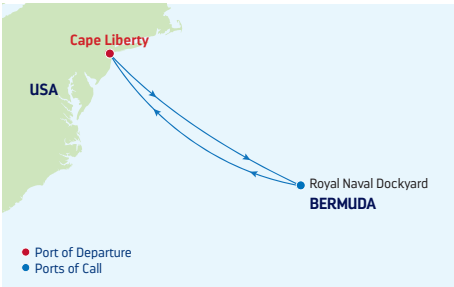 Cape Liberty
USA
Royal Naval Dockyard
BERMUDA
Port of Departure
Ports of Call